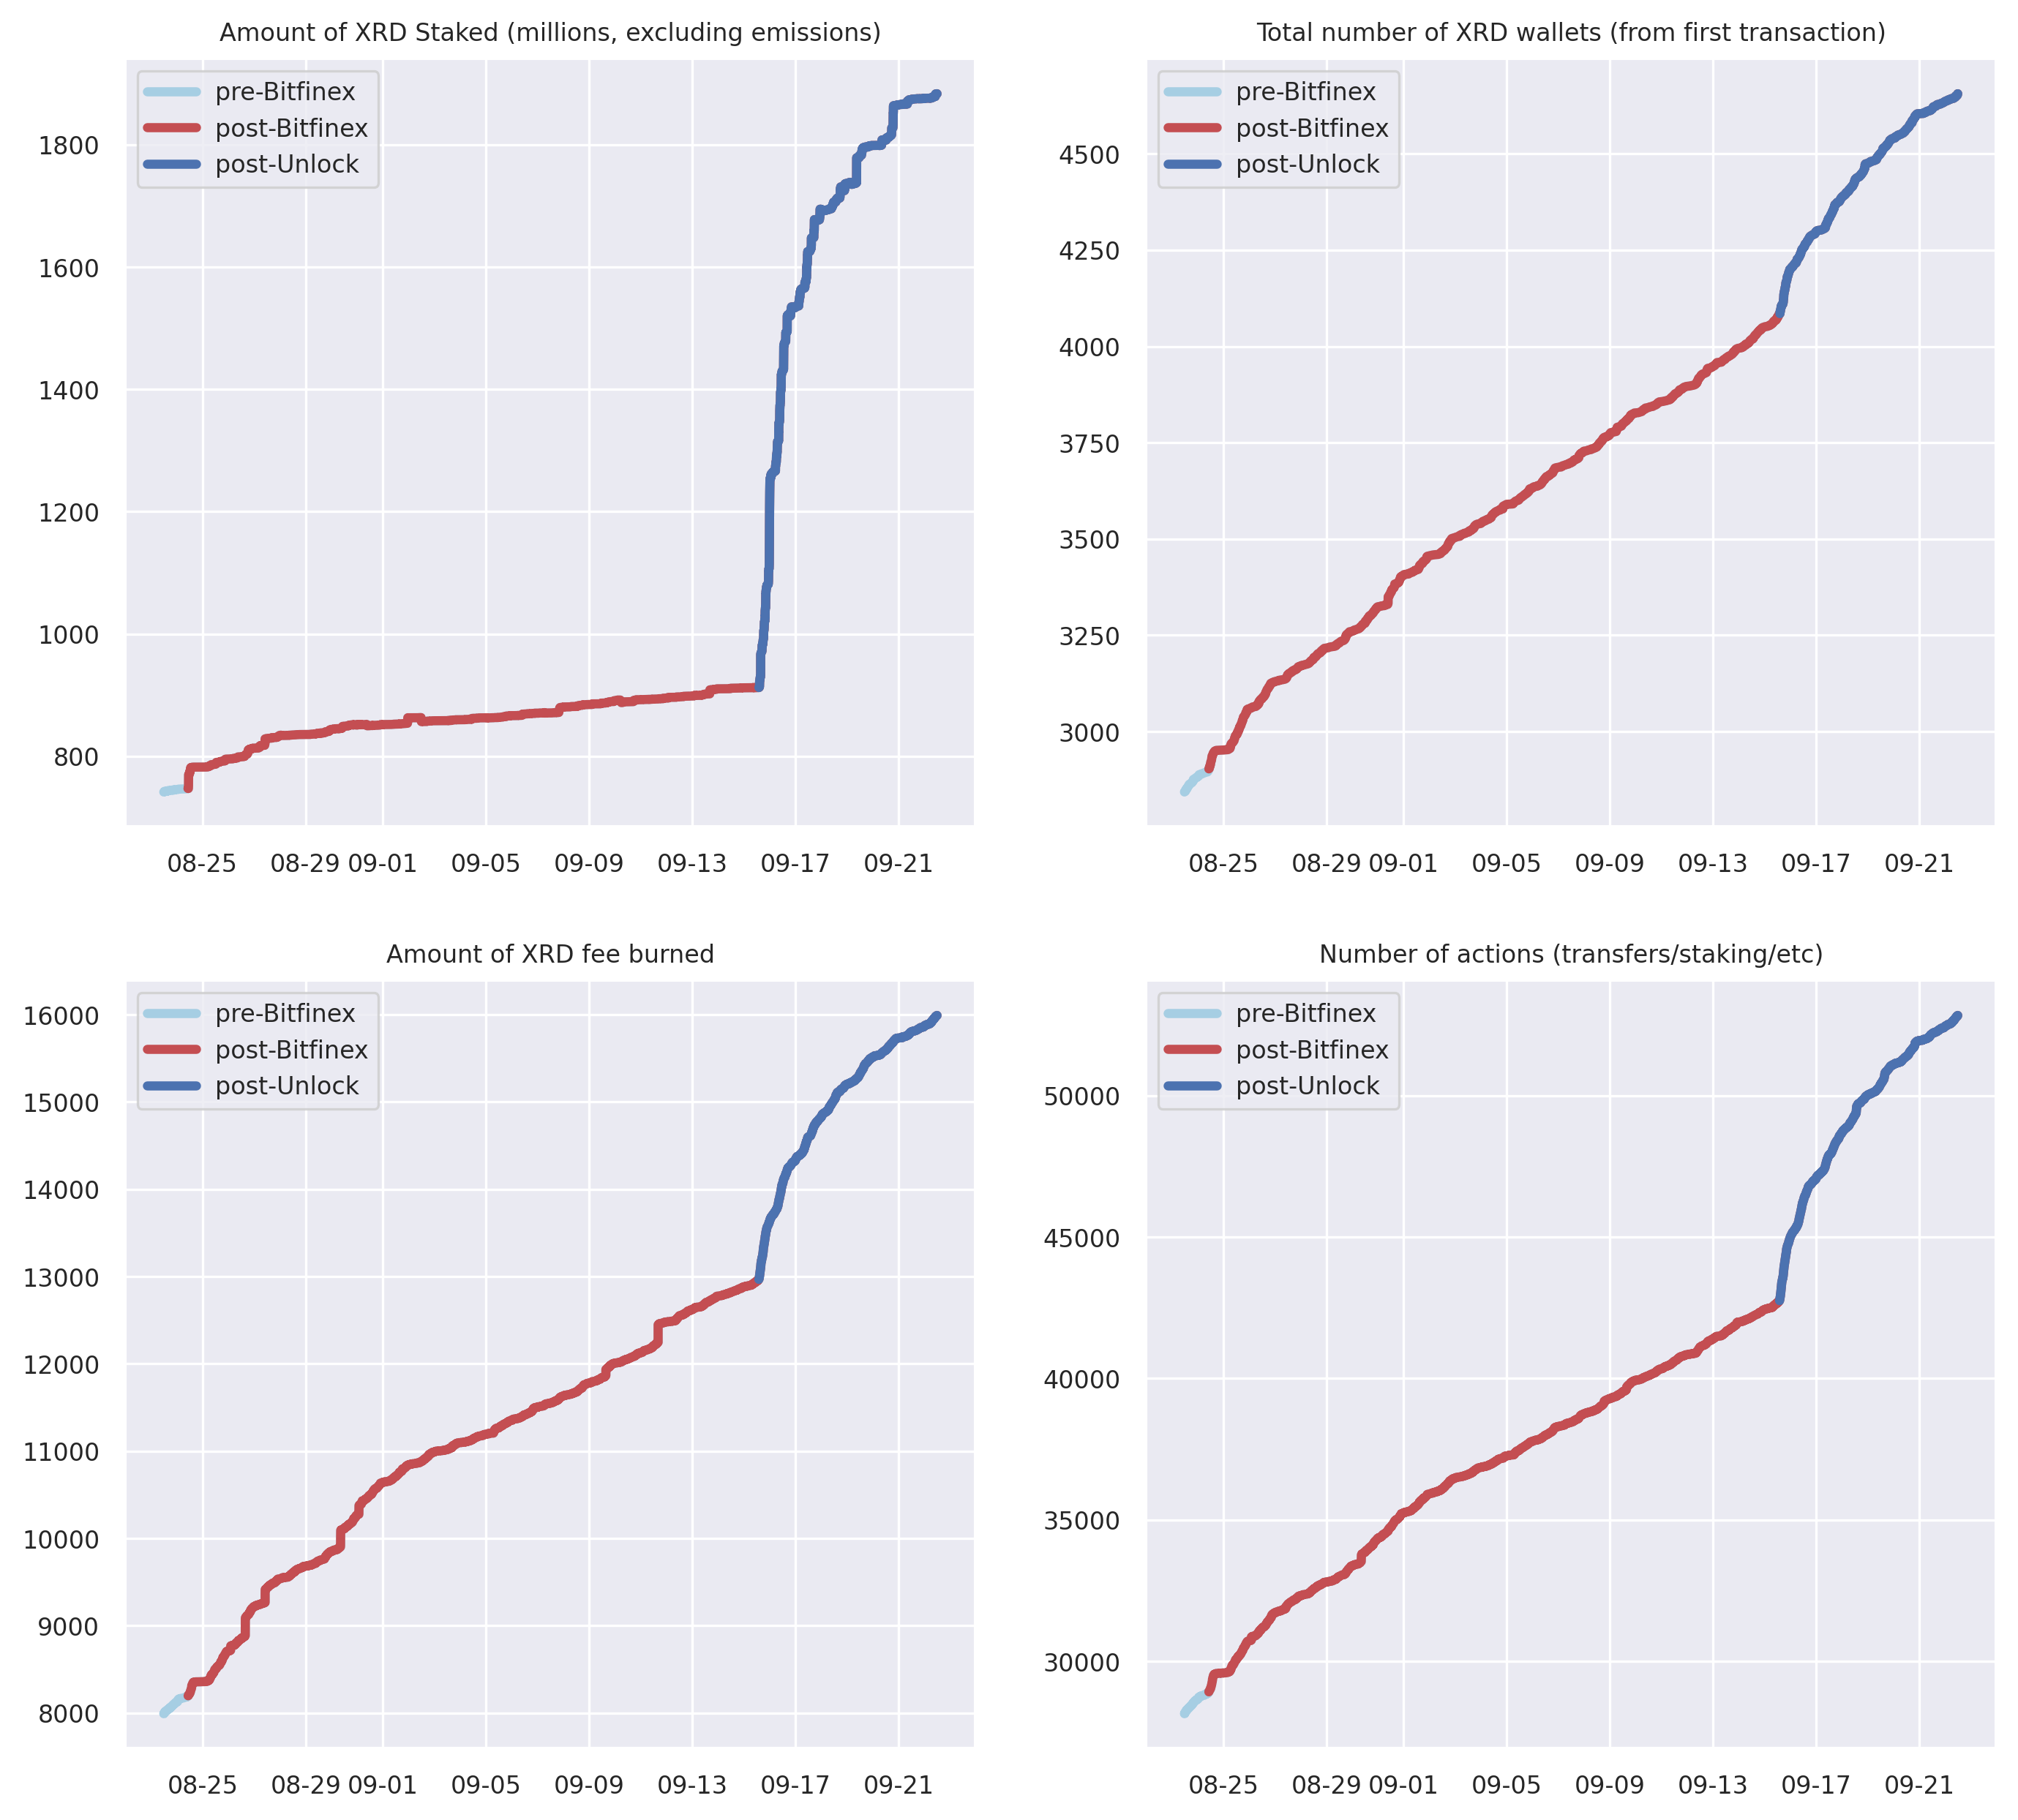 Amount of XRD Staked (millions, excluding emissions)
pre-Bitfinex
post-Bitfinex
post-Unlock
1800
1600
1400
1200
1000
800
08-25 08-29 09-01 09-05 09-09 09-13 09-17 09-21
Total number of XRD wallets (from first transaction)
pre-Bitfinex
post-Bitfinex
post-Unlock
4500
4250
4000
3750
3500
3250
3000
08-25 08-29 09-01 09-05 09-09 09-13 09-17 09-21
Amount of XRD fee burned
pre-Bitfinex
post-Bitfinex
post-Unlock
16000
15000
14000
13000
12000
11000
10000
9000
8000
08-25 08-29 09-01 09-05 09-09 09-13 09-17 09-21
Number of actions (transfers/staking/etc)
pre-Bitfinex
post-Bitfinex
post-Unlock
50000
45000
40000
35000
30000
08-25 08-29 09-01 09-05 09-09 09-13 09-17 09-21